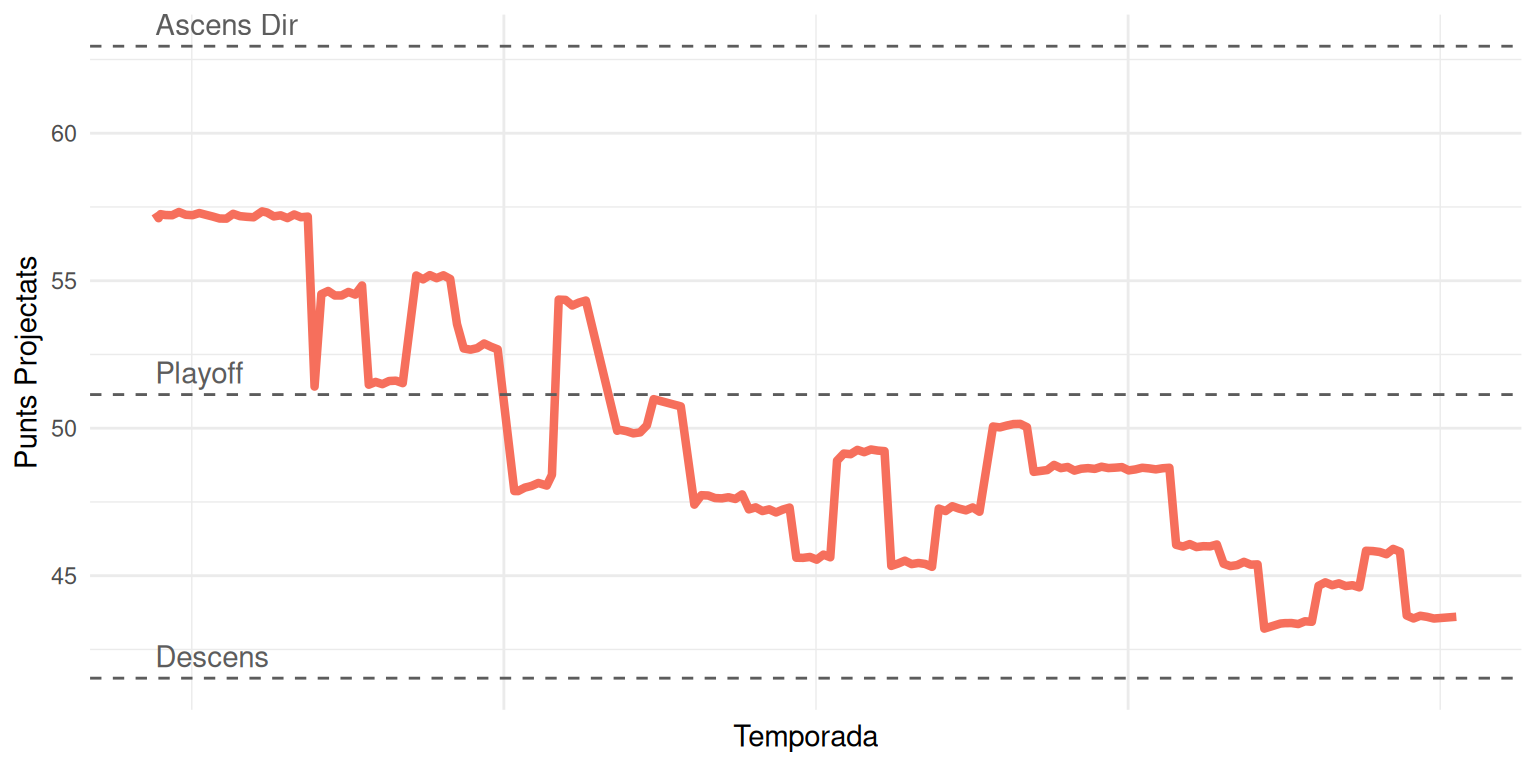 Ascens Dir
60
55
Playoff
50
45
Descens
Punts Projectats
Temporada